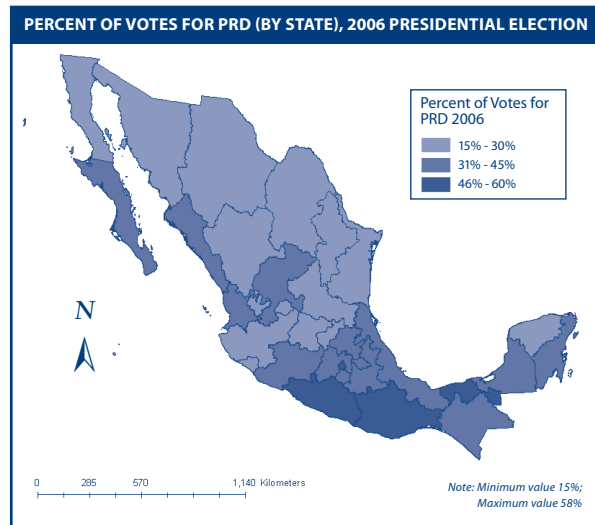 PERCENT OF VOTES FOR PRD (BY STATE), 2006 PRESIDENTIAL ELECTION
Percent of Votes for
PRD 2006
15% - 30%
31% - 45%
46% - 60%
N
0 285 570 1,140 Kilometers
Note: Minimum value 15%;
Maximum value 58%